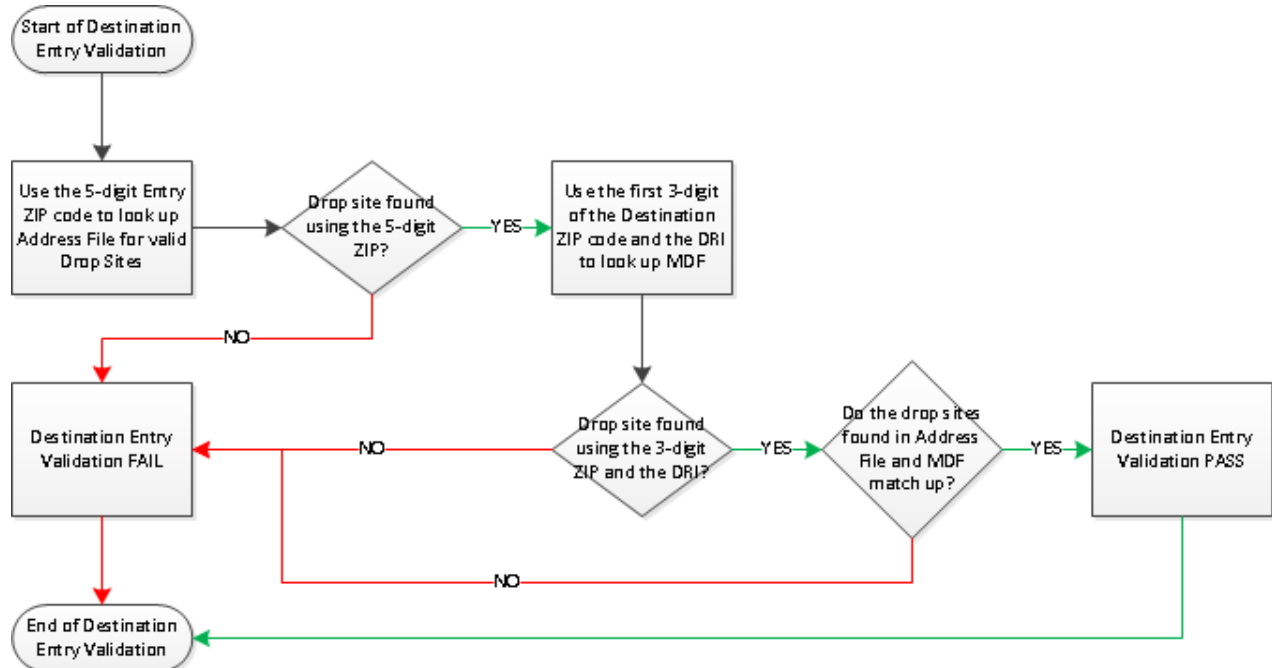 Start of Destination
Entry Validation
Use the 5-digit Entry
ZIP code to look up
Address File for valid
Drop Sites
Drop site found
using the 5-digit
ZIP?
YES
Use the first 3-digit
of the Destination
ZIP code and the DRI
to look up MDF
NO
Destination Entry
Validation FAIL
NO
Drop site found
using the 3-digit
ZIP and the DRI?
YES
Do the drop sites
found in Address
File and MDF
match up?
YES
Destination Entry
Validation PASS
NO
End of Destination
Entry Validation